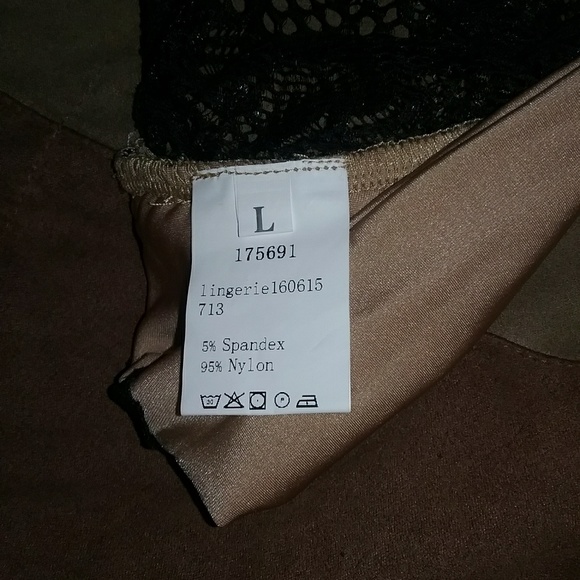 L
175691
lingerie160615
713
5% Spandex
95% Nylon